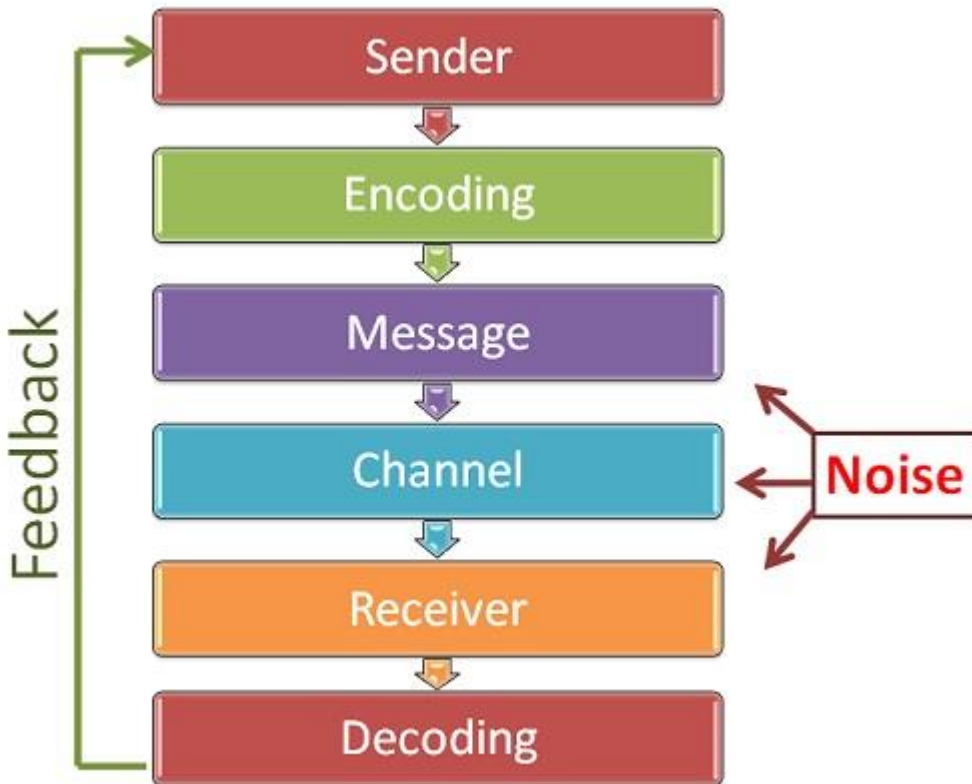 Sender
Encoding
Message
Channel
Receiver
Decoding
Feedback
Noise